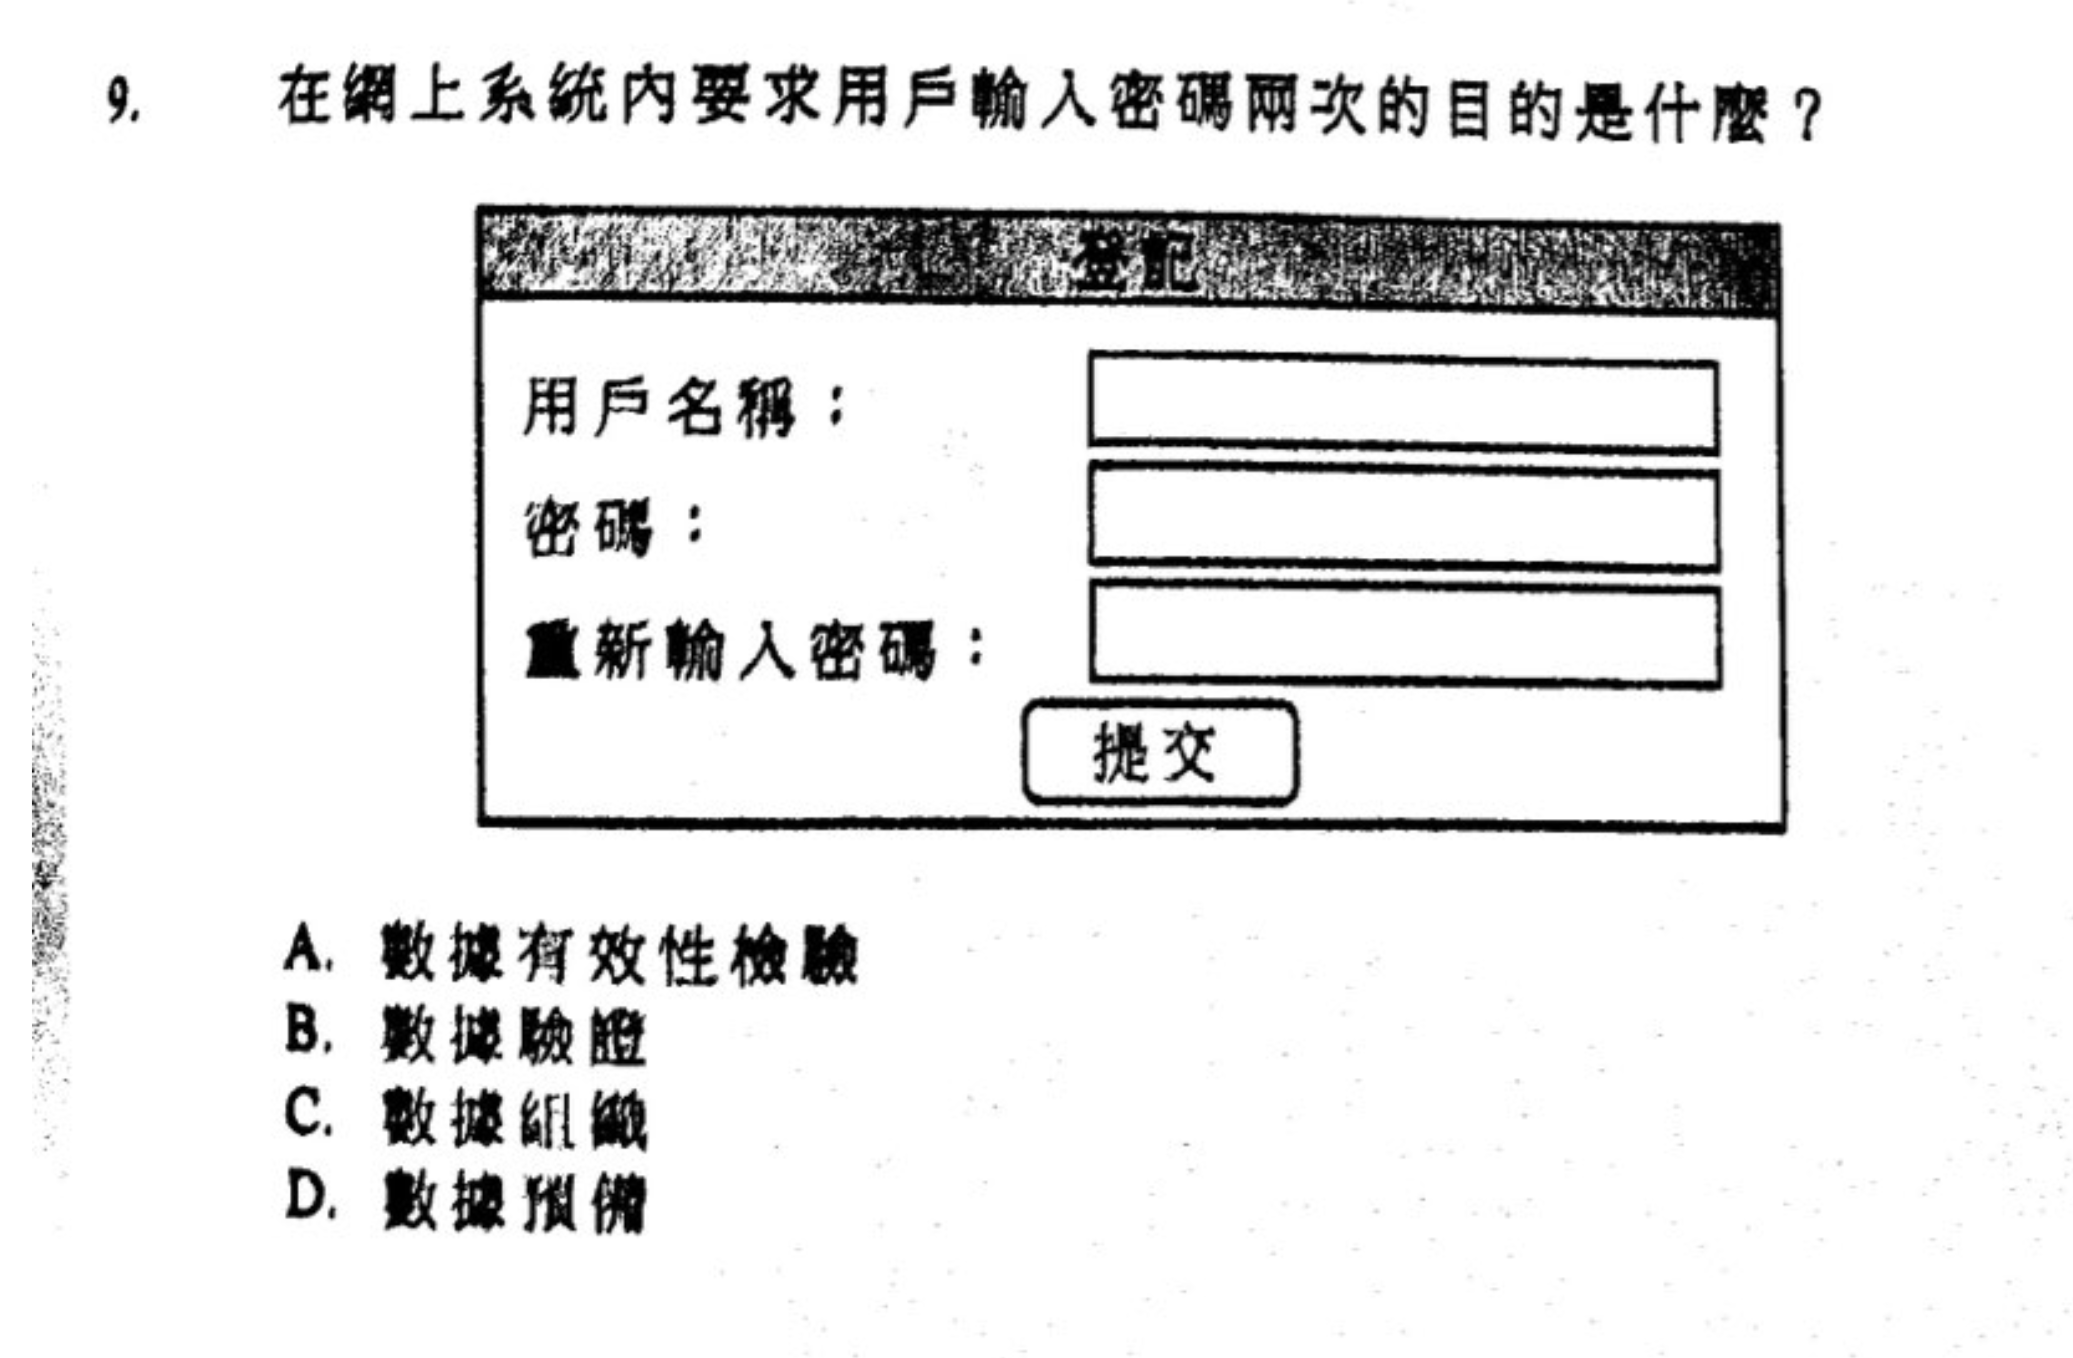 9. 在網上系統內要求用戶輸入密碼兩次的目的是什麼？
登記
用戶名稱：
密碼：
重新輸入密碼：
提交
A. 數據有效性檢驗
B. 數據驗證
C. 數據組織
D. 數據預備